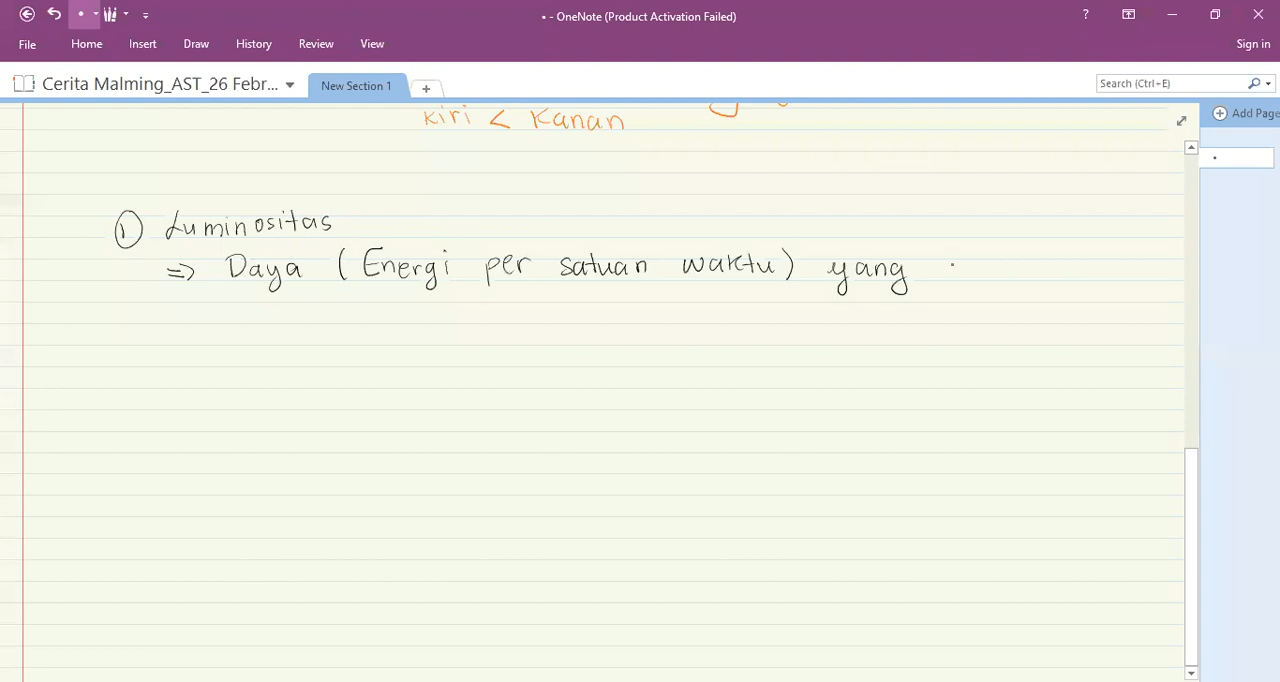 • - OneNote (Product Activation Failed)
?
File Home Insert Draw History Review View
Sign in
Cerita Malming_AST_26 Febr... New Section 1 +
Search (Ctrl+E)
Add Page
•
kiri < kanan
① Luminositas
⇒ Daya (Energi per satuan waktu) yang